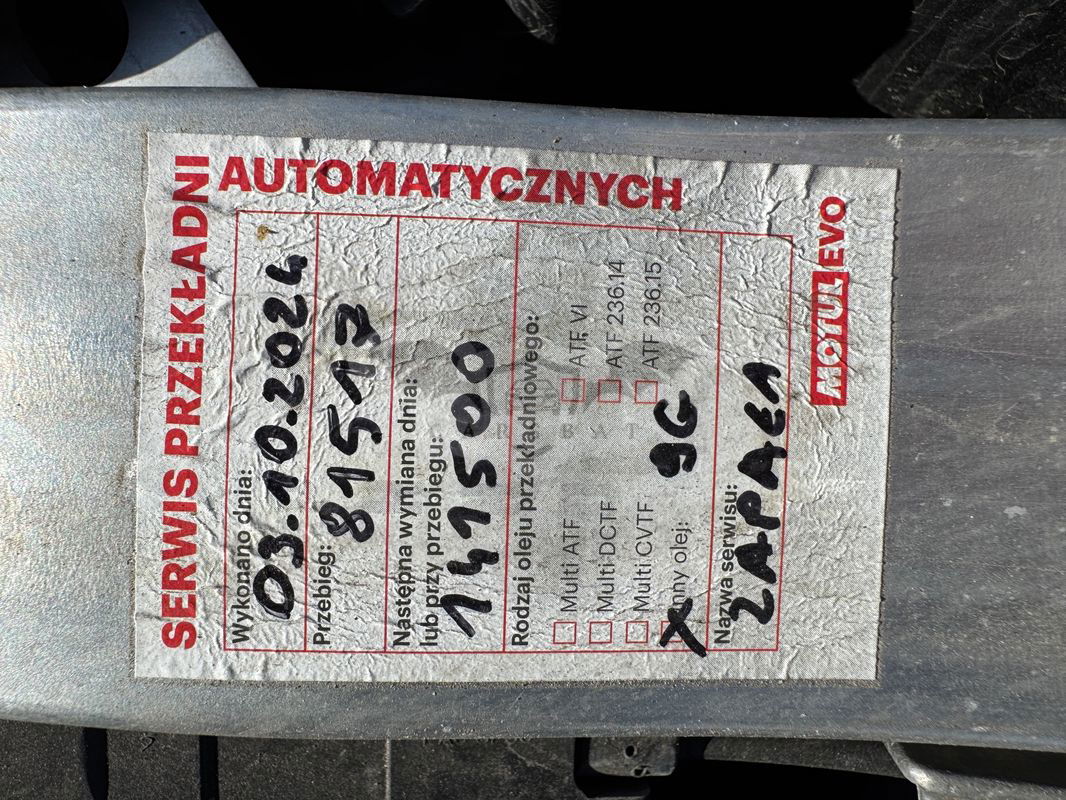 SERWIS PRZEKŁADNI
AUTOMATYCZNYCH
Wykonano dnia: 03.10.2024
Przebieg: 81517
Następna wymiana dnia:
lub przy przebiegu:
141500
Rodzaj oleju przekładniowego:
Multi ATF ATF VI
Multi DCTF ATF 236.14
Multi CVTF ATF 236.15
X Inny olej: 9G
Nazwa serwisu:
ZAPAŁA
MOTUL EVO